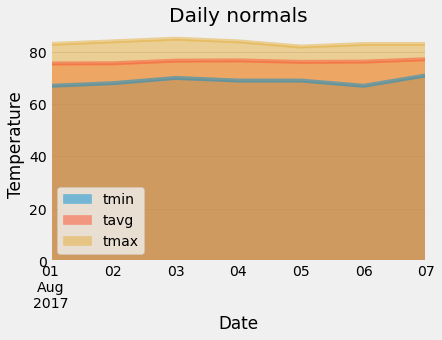 Daily normals
Temperature
80
60
40
20
0
tmin
tavg
tmax
01 02 03 04 05 06 07
Aug
2017
Date